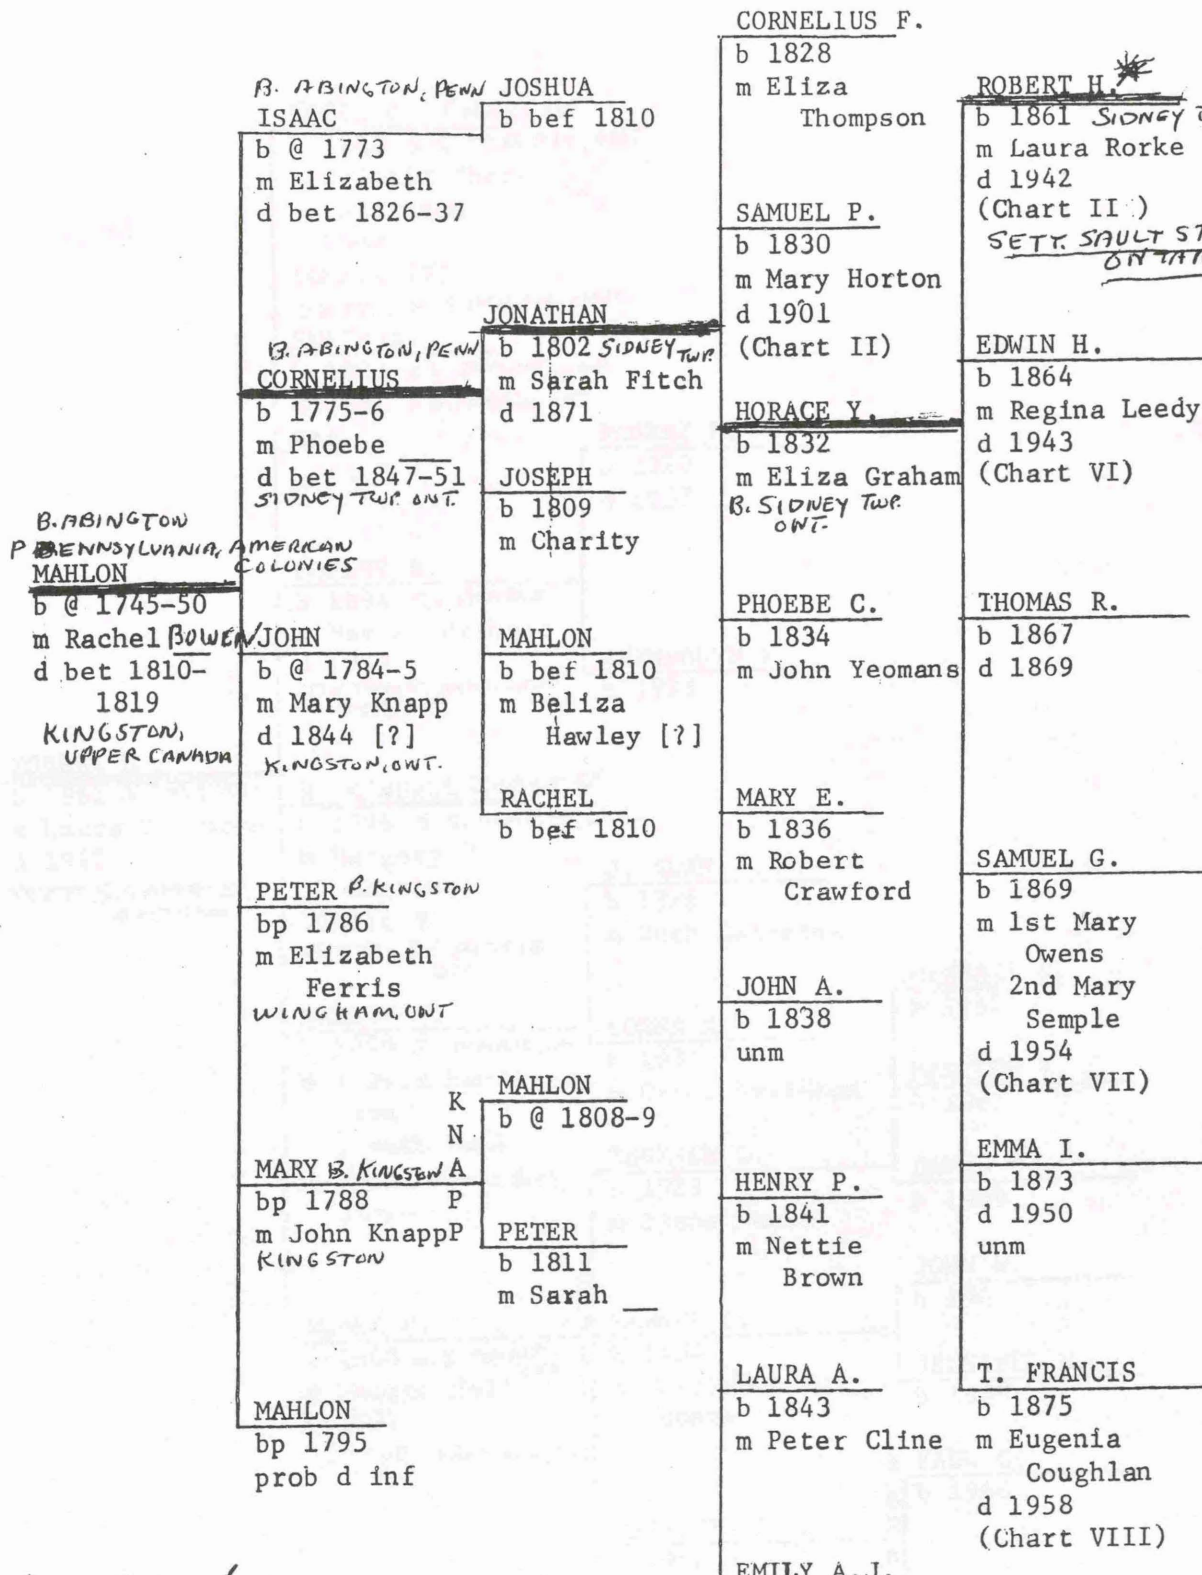 B. ABINGTON
PENNSYLVANIA, AMERICAN
COLONIES
MAHLON
b @ 1745-50
m Rachel BOWEN
d bet 1810-
1819
KINGSTON,
UPPER CANADA
B. ABINGTON, PENN
ISAAC
b @ 1773
m Elizabeth
d bet 1826-37
B. ABINGTON, PENN
CORNELIUS
b 1775-6
m Phoebe ___
d bet 1847-51
SIDNEY TWP. ONT.
JOHN
b @ 1784-5
m Mary Knapp
d 1844 [?]
KINGSTON, ONT.
PETER B. KINGSTON
bp 1786
m Elizabeth
Ferris
WINGHAM, ONT
MARY B. KINGSTON
bp 1788
m John Knapp
KINGSTON
MAHLON
bp 1795
prob d inf
JOSHUA
b bef 1810
JONATHAN
b 1802 SIDNEY TWP.
m Sarah Fitch
d 1871
JOSEPH
b 1809
m Charity
MAHLON
b bef 1810
m Beliza
Hawley [?]
RACHEL
b bef 1810
K
N
A
P
P
MAHLON
b @ 1808-9
PETER
b 1811
m Sarah ___
CORNELIUS F.
b 1828
m Eliza
Thompson
SAMUEL P.
b 1830
m Mary Horton
d 1901
(Chart II)
HORACE Y.
b 1832
m Eliza Graham
B. SIDNEY TWP.
ONT.
PHOEBE C.
b 1834
m John Yeomans
MARY E.
b 1836
m Robert
Crawford
JOHN A.
b 1838
unm
HENRY P.
b 1841
m Nettie
Brown
LAURA A.
b 1843
m Peter Cline
EMILY A.J.
ROBERT H.
b 1861 SIDNEY
m Laura Rorke
d 1942
(Chart II )
SETT. SAULT ST
EDWIN H.
b 1864
m Regina Leedy
d 1943
(Chart VI)
THOMAS R.
b 1867
d 1869
SAMUEL G.
b 1869
m 1st Mary
Owens
2nd Mary
Semple
d 1954
(Chart VII)
EMMA I.
b 1873
d 1950
unm
T. FRANCIS
b 1875
m Eugenia
Coughlan
d 1958
(Chart VIII)